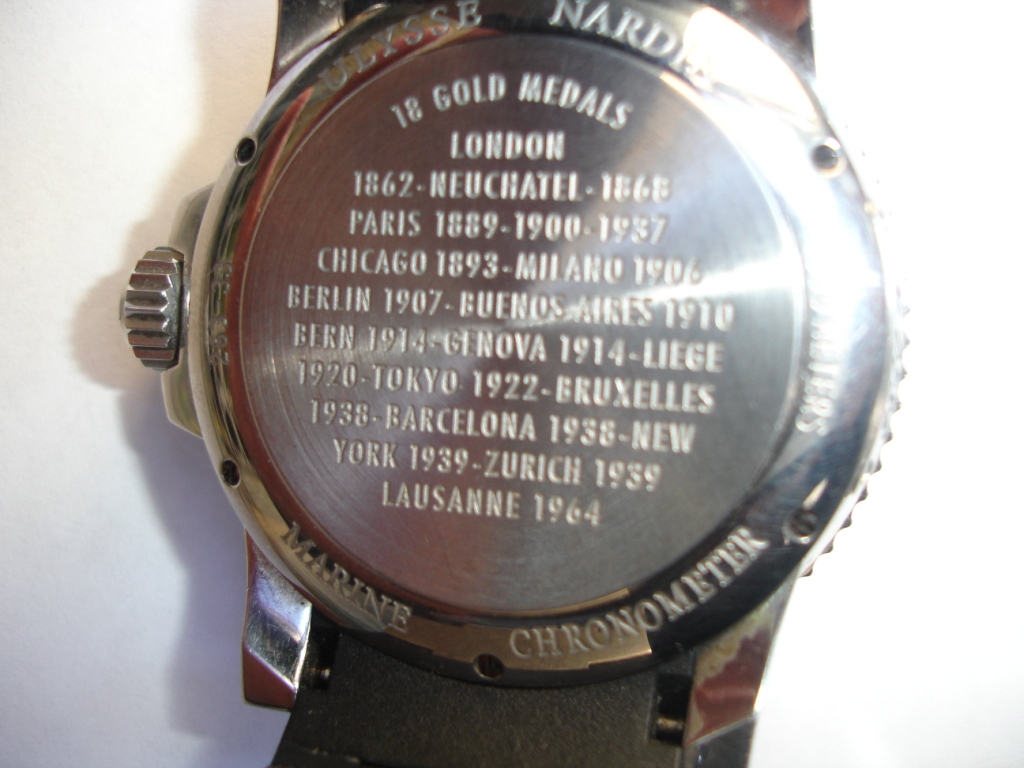 ULYSSE NARDIN
18 GOLD MEDALS
LONDON
1862-NEUCHATEL-1868
PARIS 1889-1900-1937
CHICAGO 1893-MILANO 1906
BERLIN 1907-BUENOS-AIRES 1910
BERN 1914-GENOVA 1914-LIEGE
1920-TOKYO 1922-BRUXELLES
1938-BARCELONA 1938-NEW
YORK 1939-ZURICH 1939
LAUSANNE 1964
MARINE CHRONOMETER